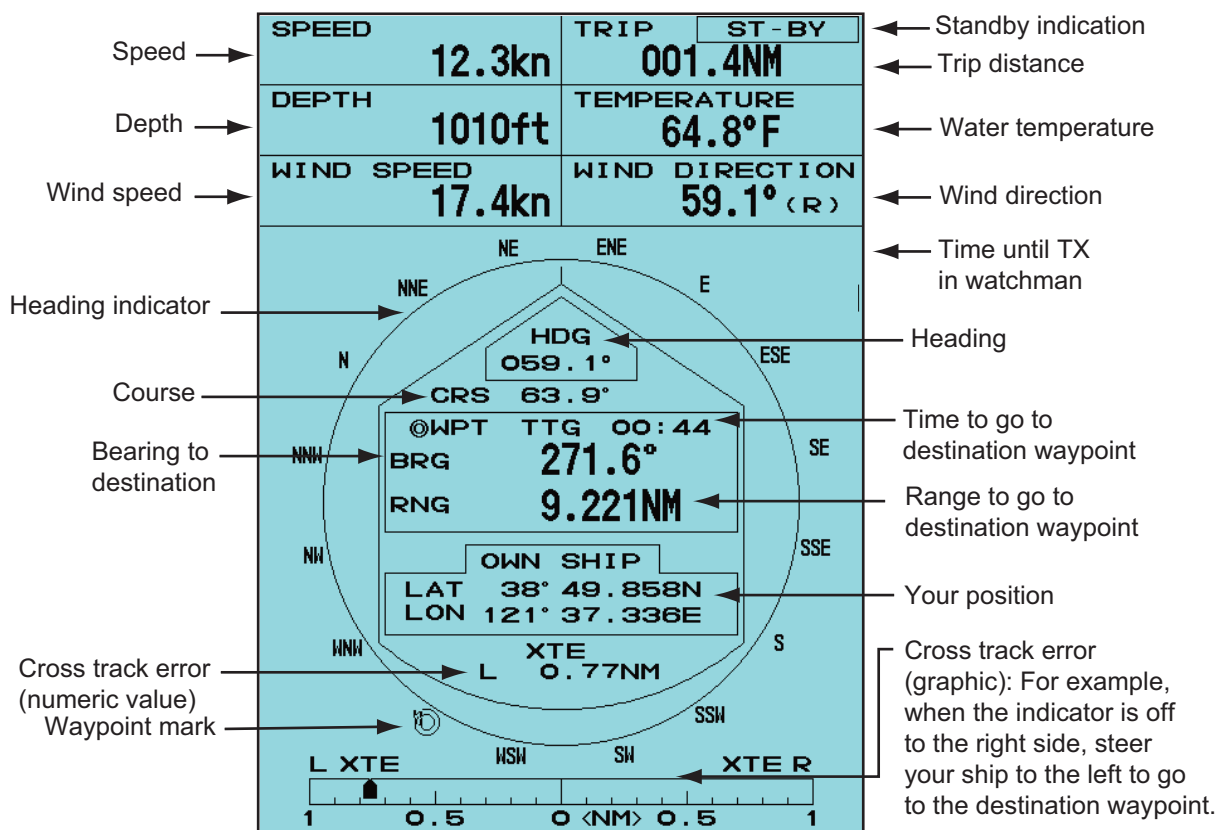 SPEED
12.3kn
TRIP
ST-BY
001.4NM
DEPTH
1010ft
TEMPERATURE
64.8°F
WIND SPEED
17.4kn
WIND DIRECTION
59.1° (R)
Speed
Depth
Wind speed
Heading indicator
Course
Bearing to
destination
Cross track error
(numeric value)
Waypoint mark
NE
ENE
NNE
E
N
ESE
NNW
SE
NW
SSE
WNW
S
SSW
WSW
SW
HDG
059.1°
CRS 63.9°
◎WPT TTG 00:44
BRG 271.6°
RNG 9.221NM
OWN SHIP
LAT 38° 49.858N
LON 121° 37.336E
XTE
L 0.77NM
L XTE
XTE R
1 0.5 0 <NM> 0.5 1
Standby indication
Trip distance
Water temperature
Wind direction
Time until TX
in watchman
Heading
Time to go to
destination waypoint
Range to go to
destination waypoint
Your position
Cross track error
(graphic): For example,
when the indicator is off
to the right side, steer
your ship to the left to go
to the destination waypoint.